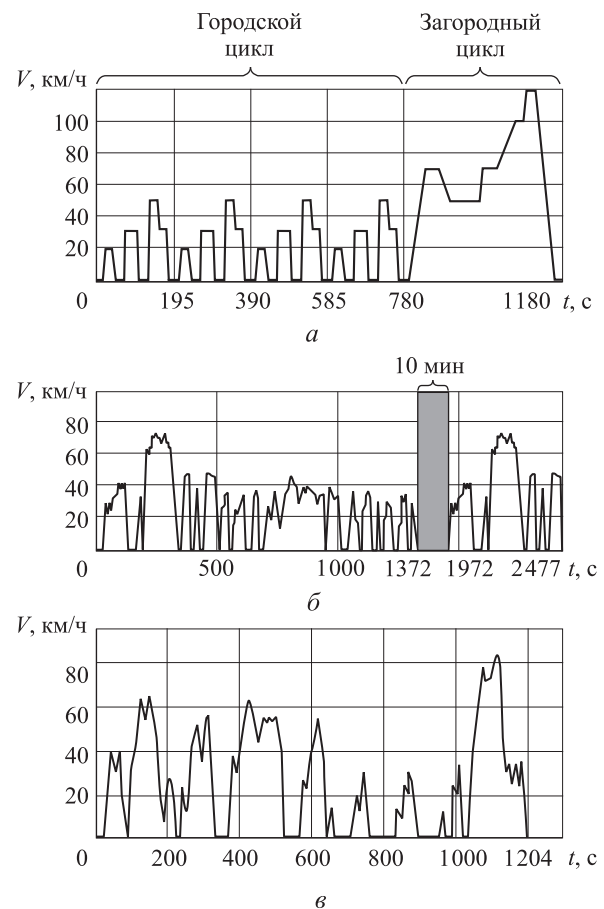 Городской
цикл
Загородный
цикл
V, км/ч
100
80
60
40
20
0
195
390
585
780
1180
t, с
а
10 мин
V, км/ч
80
60
40
20
0
500
1000
1372
1972
2477
t, с
б
V, км/ч
80
60
40
20
0
200
400
600
800
1000
1204
t, с
в